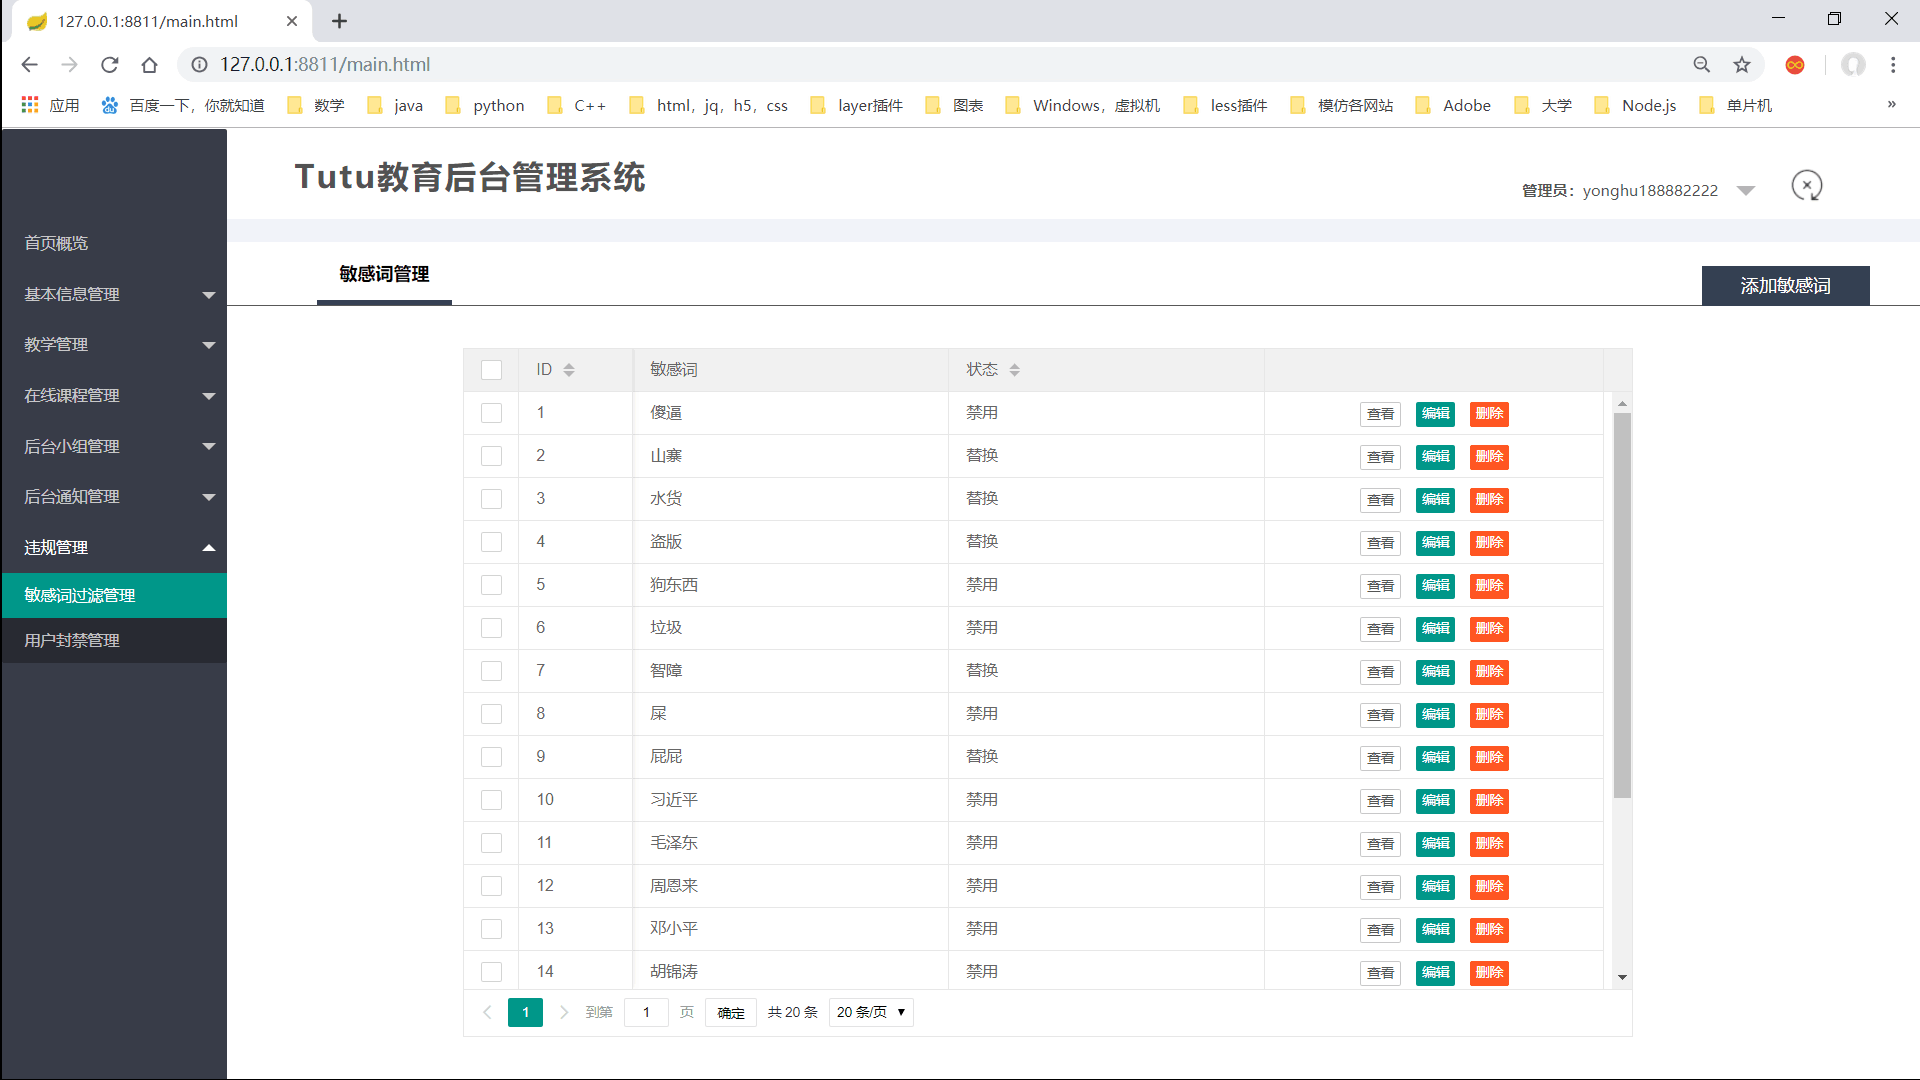 127.0.0.1:8811/main.html
127.0.0.1:8811/main.html
应用 百度一下，你就知道 数学 java python C++ html，jq，h5，css layer插件 图表 Windows，虚拟机 less插件 模仿各网站 Adobe 大学 Node.js 单片机 »
Tutu教育后台管理系统
管理员：yonghu188882222
首页概览
基本信息管理
教学管理
在线课程管理
后台小组管理
后台通知管理
违规管理
敏感词过滤管理
用户封禁管理
敏感词管理
添加敏感词
ID 敏感词 状态
1 傻逼 禁用 查看 编辑 删除
2 山寨 替换 查看 编辑 删除
3 水货 替换 查看 编辑 删除
4 盗版 替换 查看 编辑 删除
5 狗东西 禁用 查看 编辑 删除
6 垃圾 禁用 查看 编辑 删除
7 智障 替换 查看 编辑 删除
8 屎 禁用 查看 编辑 删除
9 屁屁 替换 查看 编辑 删除
10 习近平 禁用 查看 编辑 删除
11 毛泽东 禁用 查看 编辑 删除
12 周恩来 禁用 查看 编辑 删除
13 邓小平 禁用 查看 编辑 删除
14 胡锦涛 禁用 查看 编辑 删除
1 到第 1 页 确定 共 20 条 20 条/页